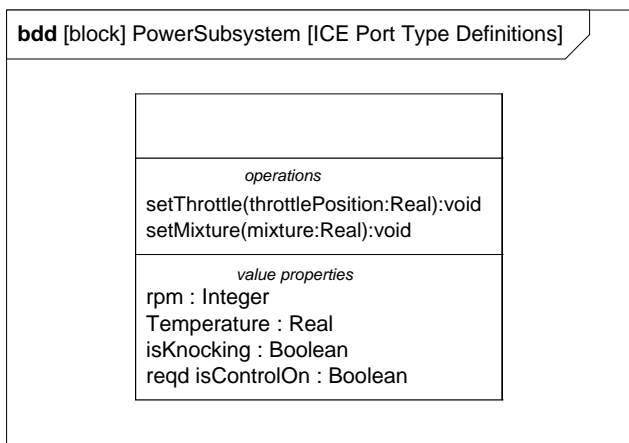 bdd [block] PowerSubsystem [ICE Port Type Definitions]
operations
setThrottle(throttlePosition:Real):void
setMixture(mixture:Real):void
value properties
rpm : Integer
Temperature : Real
isKnocking : Boolean
reqd isControlOn : Boolean